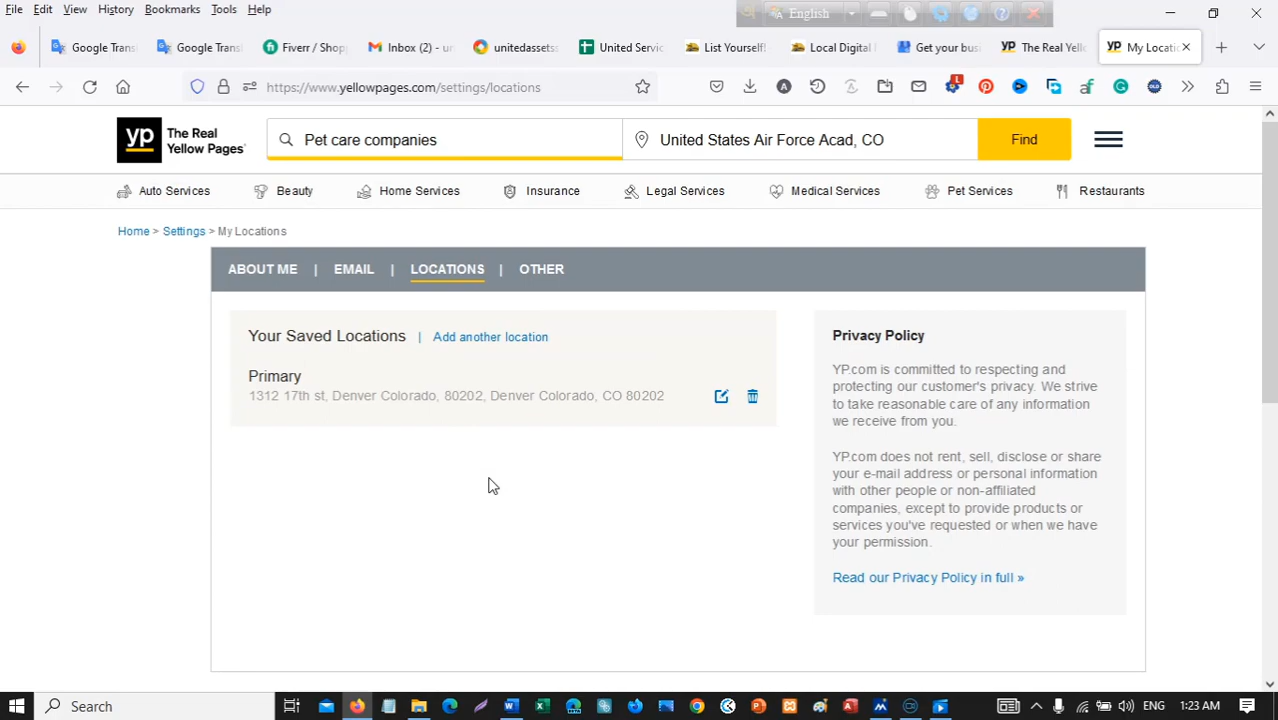 File Edit View History Bookmarks Tools Help
English
Google Transl
Google Transl
Fiverr / Shop
Inbox (2) - ur
unitedassetss
United Servic
List Yourself!
Local Digital
Get your busi
The Real Yello
My Locatio
https://www.yellowpages.com/settings/locations
yp The Real Yellow Pages
Pet care companies
United States Air Force Acad, CO
Find
Auto Services Beauty Home Services Insurance Legal Services Medical Services Pet Services Restaurants
Home > Settings > My Locations
ABOUT ME | EMAIL | LOCATIONS | OTHER
Your Saved Locations | Add another location
Primary
1312 17th st, Denver Colorado, 80202, Denver Colorado, CO 80202
Privacy Policy
YP.com is committed to respecting and
protecting our customer's privacy. We strive
to take reasonable care of any information
we receive from you.
YP.com does not rent, sell, disclose or share
your e-mail address or personal information
with other people or non-affiliated
companies, except to provide products or
services you've requested or when we have
your permission.
Read our Privacy Policy in full »
Search
ENG 1:23 AM